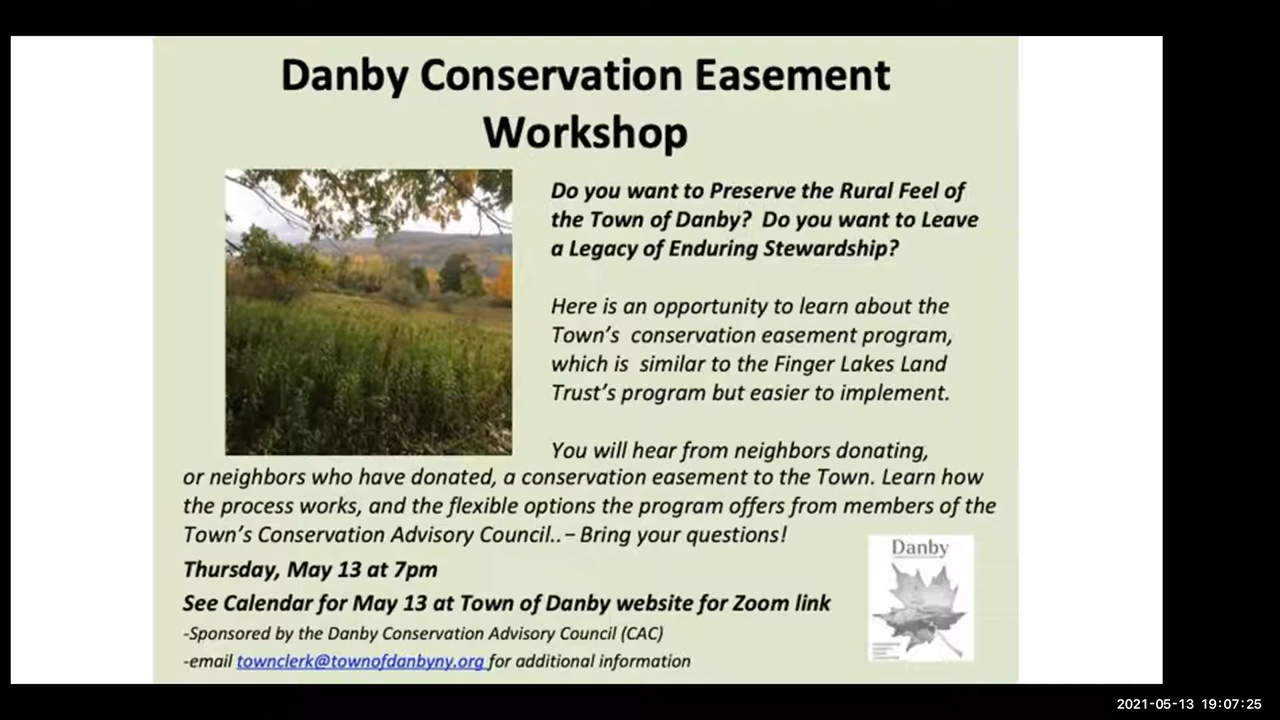 Danby Conservation Easement
Workshop
Do you want to Preserve the Rural Feel of
the Town of Danby?  Do you want to Leave
a Legacy of Enduring Stewardship?
Here is an opportunity to learn about the
Town’s  conservation easement program,
which is  similar to the Finger Lakes Land
Trust’s program but easier to implement.
You will hear from neighbors donating,
or neighbors who have donated, a conservation easement to the Town. Learn how
the process works, and the flexible options the program offers from members of the
Town’s Conservation Advisory Council.. – Bring your questions!
Thursday, May 13 at 7pm
See Calendar for May 13 at Town of Danby website for Zoom link
-Sponsored by the Danby Conservation Advisory Council (CAC)
-email townclerk@townofdanbyny.org for additional information
Danby
2021-05-13 19:07:25